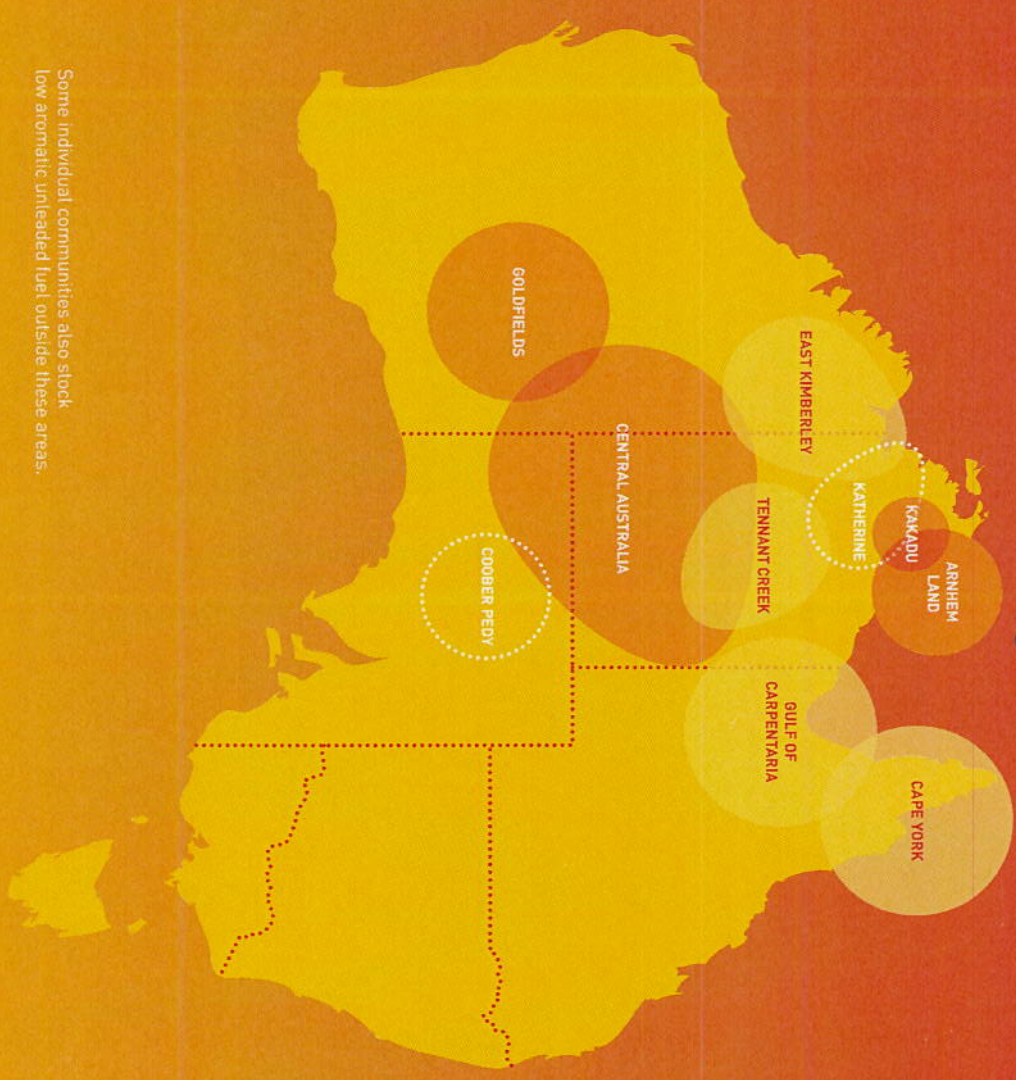 CAPE YORK
ARNHEM
LAND
KAKADU
KATHERINE
EAST KIMBERLEY
GULF OF
CARPENTARIA
TENNANT CREEK
CENTRAL AUSTRALIA
GOLDFIELDS
COOBER PEDY
Some individual communities also stock
low aromatic unleaded fuel outside these areas.